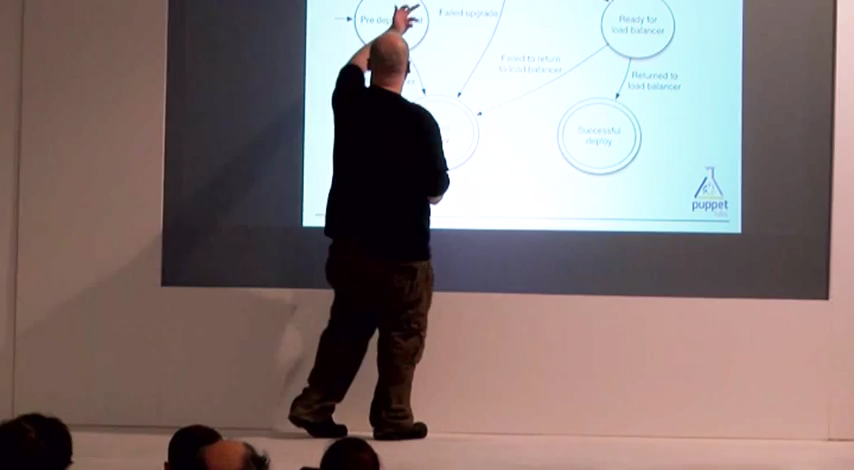 Failed upgrade
Ready for
load balancer
Failed to return
to load balancer
Returned to
load balancer
Successful
deploy
puppet
labs